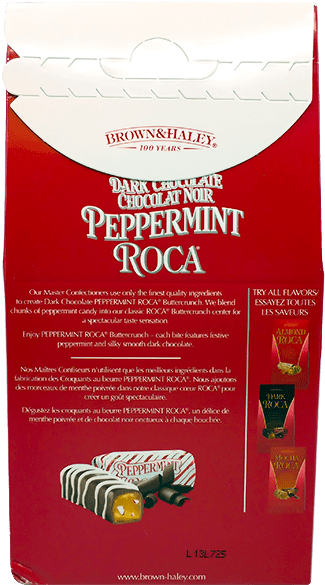 BROWN & HALEY®
100 YEARS
DARK CHOCOLATE
CHOCOLAT NOIR
PEPPERMINT
ROCA®
Our Master Confectioners use only the finest quality ingredients
to create Dark Chocolate PEPPERMINT ROCA® Buttercrunch. We blend
chunks of peppermint candy into our classic ROCA® Buttercrunch center for
a spectacular taste sensation.
Enjoy PEPPERMINT ROCA® Buttercrunch – each bite features festive
peppermint and silky smooth dark chocolate.
Nos Maîtres Confiseurs n'utilisent que les meilleurs ingrédients dans la
fabrication des Croquants au beurre PEPPERMINT ROCA®. Nous ajoutons
des morceaux de menthe poivrée dans notre classique cœur ROCA® pour
créer un goût spectaculaire.
Dégustez les croquants au beurre PEPPERMINT ROCA®, un délice de
menthe poivrée et de chocolat noir onctueux à chaque bouchée.
TRY ALL FLAVORS/
ESSAYEZ TOUTES
LES SAVEURS
ALMOND
ROCA
DARK
ROCA
MOCHA
ROCA
PEPPERMINT
L 13L725
www.brown-haley.com